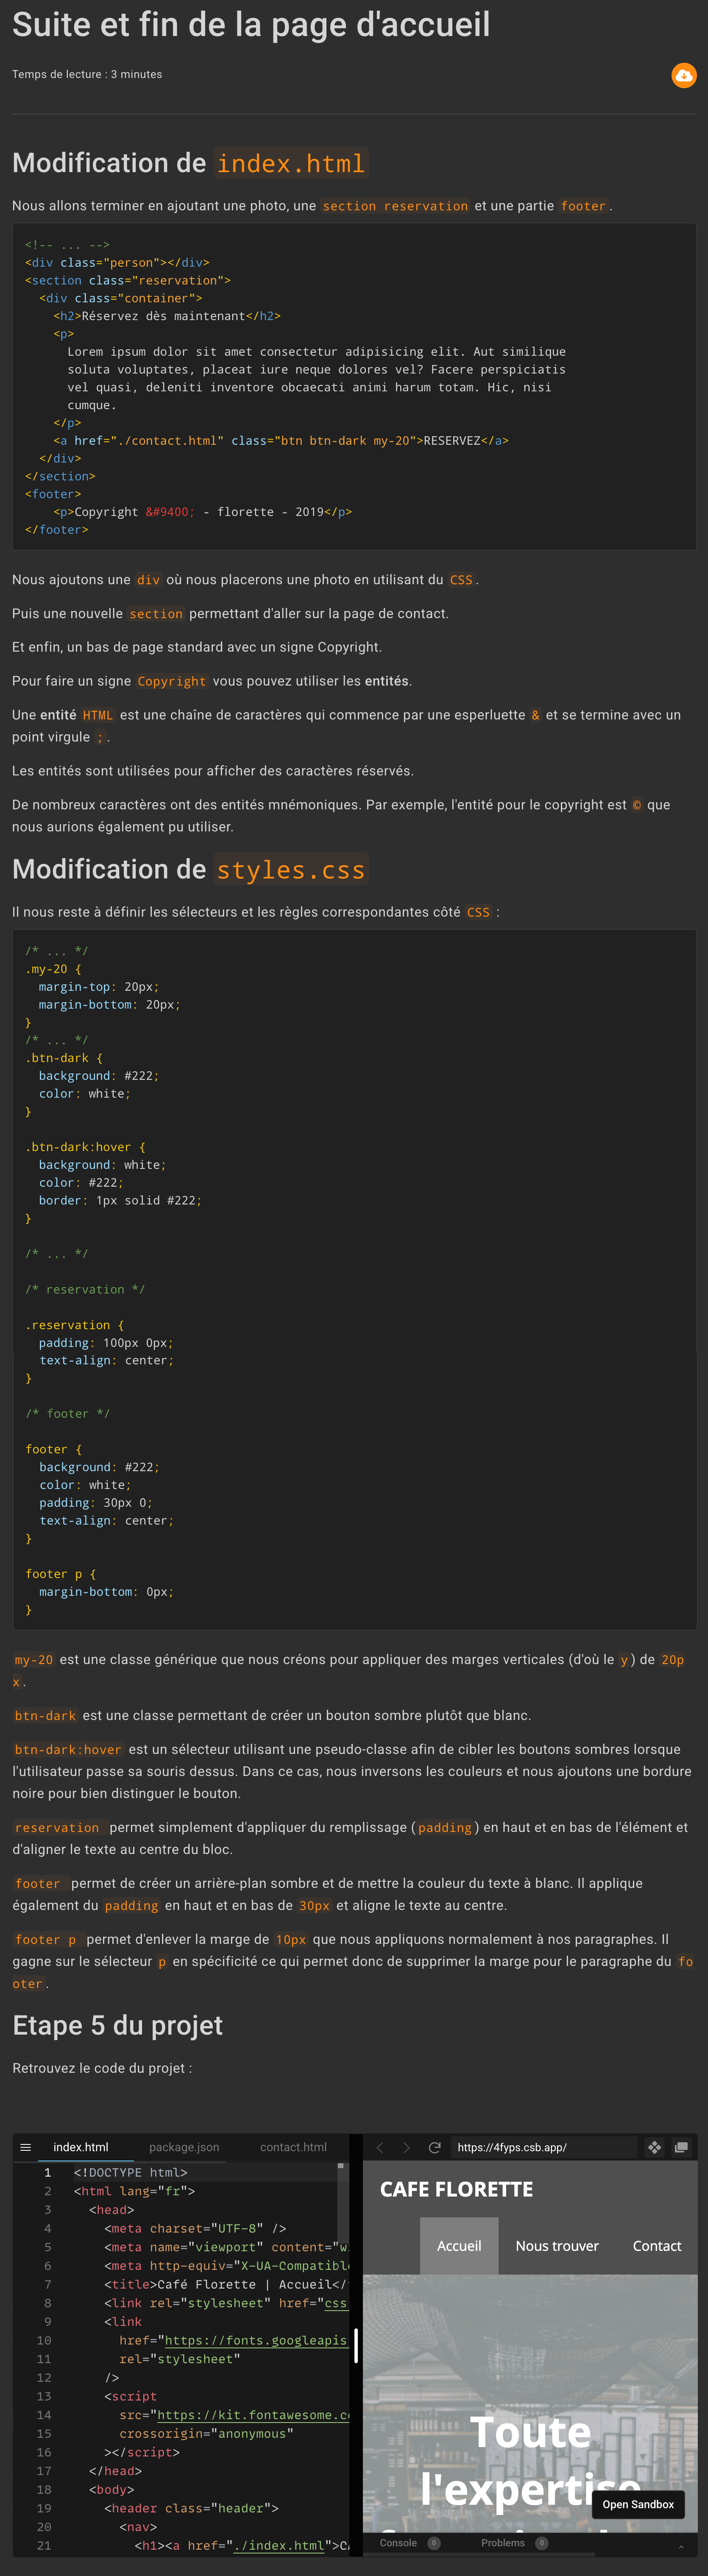 Suite et fin de la page d'accueil
Temps de lecture : 3 minutes
Modification de index.html
Nous allons terminer en ajoutant une photo, une section reservation et une partie footer.
<!-- ... -->
<div class="person"></div>
<section class="reservation">
<div class="container">
<h2>Réservez dès maintenant</h2>
<p>
Lorem ipsum dolor sit amet consectetur adipisicing elit. Aut similique
soluta voluptates, placeat iure neque dolores vel? Facere perspiciatis
vel quasi, deleniti inventore obcaecati animi harum totam. Hic, nisi
cumque.
</p>
<a href="./contact.html" class="btn btn-dark my-20">RESERVEZ</a>
</div>
</section>
<footer>
<p>Copyright &#9400; - florette - 2019</p>
</footer>
Nous ajoutons une div où nous placerons une photo en utilisant du CSS.
Puis une nouvelle section permettant d'aller sur la page de contact.
Et enfin, un bas de page standard avec un signe Copyright.
Pour faire un signe Copyright vous pouvez utiliser les entités.
Une entité HTML est une chaîne de caractères qui commence par une esperluette & et se termine avec un
point virgule ;.
Les entités sont utilisées pour afficher des caractères réservés.
De nombreux caractères ont des entités mnémoniques. Par exemple, l'entité pour le copyright est © que
nous aurions également pu utiliser.
Modification de styles.css
Il nous reste à définir les sélecteurs et les règles correspondantes côté CSS :
/* ... */
.my-20 {
margin-top: 20px;
margin-bottom: 20px;
}
/* ... */
.btn-dark {
background: #222;
color: white;
}
.btn-dark:hover {
background: white;
color: #222;
border: 1px solid #222;
}
/* ... */
/* reservation */
.reservation {
padding: 100px 0px;
text-align: center;
}
/* footer */
footer {
background: #222;
color: white;
padding: 30px 0;
text-align: center;
}
footer p {
margin-bottom: 0px;
}
my-20 est une classe générique que nous créons pour appliquer des marges verticales (d'où le y) de 20p
x.
btn-dark est une classe permettant de créer un bouton sombre plutôt que blanc.
btn-dark:hover est un sélecteur utilisant une pseudo-classe afin de cibler les boutons sombres lorsque
l'utilisateur passe sa souris dessus. Dans ce cas, nous inversons les couleurs et nous ajoutons une bordure
noire pour bien distinguer le bouton.
reservation permet simplement d'appliquer du remplissage (padding) en haut et en bas de l'élément et
d'aligner le texte au centre du bloc.
footer permet de créer un arrière-plan sombre et de mettre la couleur du texte à blanc. Il applique
également du padding en haut et en bas de 30px et aligne le texte au centre.
footer p permet d'enlever la marge de 10px que nous appliquons normalement à nos paragraphes. Il
gagne sur le sélecteur p en spécificité ce qui permet donc de supprimer la marge pour le paragraphe du fo
oter.
Etape 5 du projet
Retrouvez le code du projet :
index.html package.json contact.html
1 <!DOCTYPE html>
2 <html lang="fr">
3 <head>
4 <meta charset="UTF-8" />
5 <meta name="viewport" content="wi
6 <meta http-equiv="X-UA-Compatible
7 <title>Café Florette | Accueil</
8 <link rel="stylesheet" href="css
9 <link
10 href="https://fonts.googleapis
11 rel="stylesheet"
12 />
13 <script
14 src="https://kit.fontawesome.co
15 crossorigin="anonymous"
16 ></script>
17 </head>
18 <body>
19 <header class="header">
20 <nav>
21 <h1><a href="./index.html">CA
https://4fyps.csb.app/
CAFE FLORETTE
Accueil Nous trouver Contact
Toute
l'expertise
Open Sandbox
Console 0 Problems 0